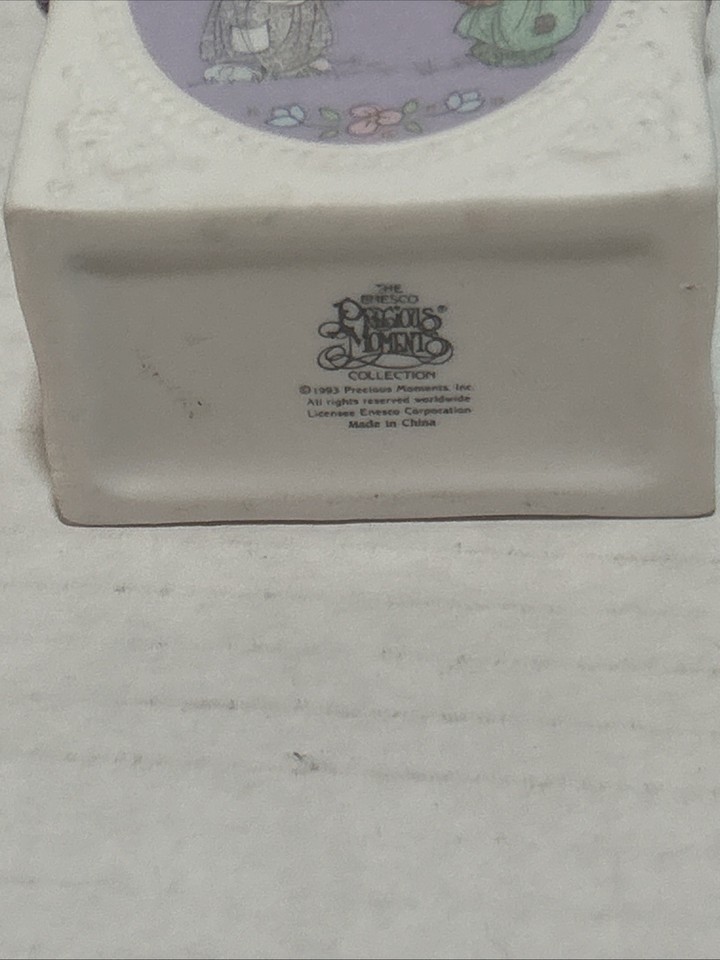 THE
ENESCO
PRECIOUS®
MOMENTS
COLLECTION
©1993 Precious Moments, Inc.
All rights reserved worldwide
Licensee Enesco Corporation
Made in China